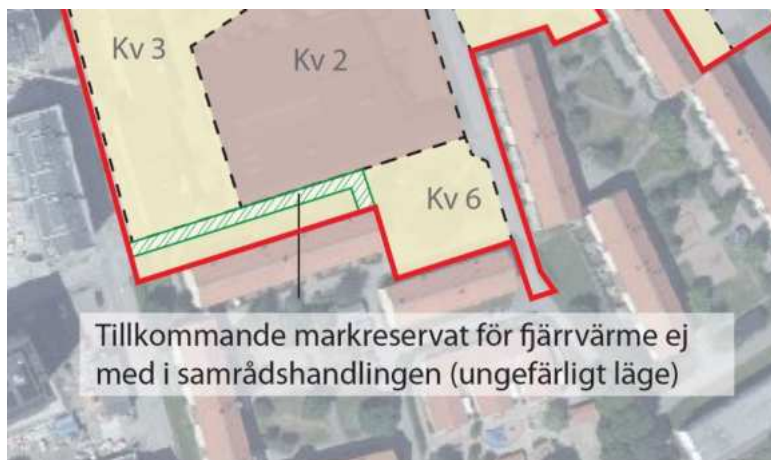 Kv 3
Kv 2
Kv 6
Tillkommande markreservat för fjärrvärme ej
med i samrådshandlingen (ungefärligt läge)